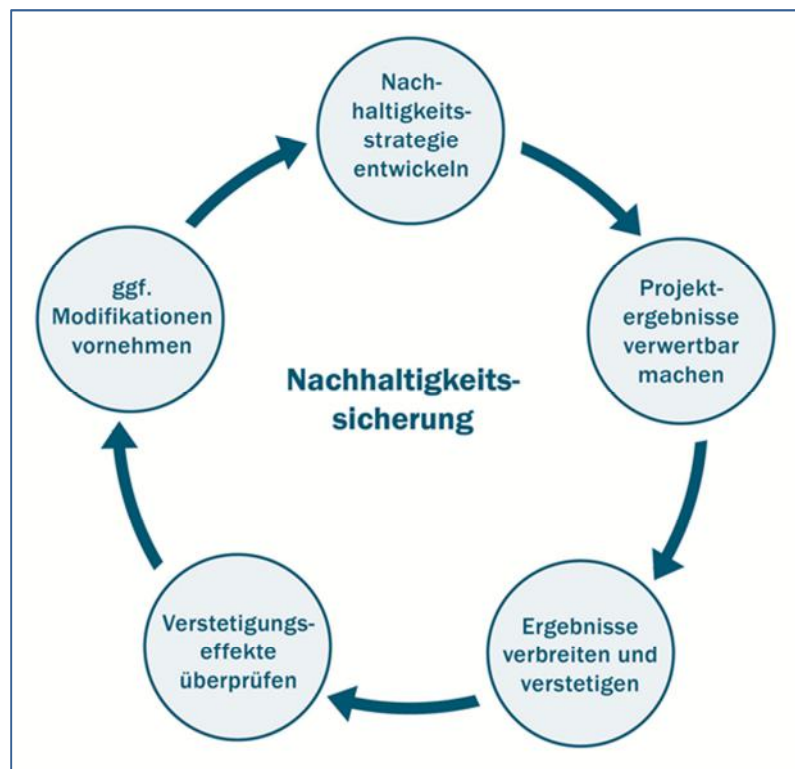 Nach-
haltigkeits-
strategie
entwickeln
Projekt-
ergebnisse
verwertbar
machen
Ergebnisse
verbreiten und
verstetigen
Verstetigungs-
effekte
überprüfen
ggf.
Modifikationen
vornehmen
Nachhaltigkeits-
sicherung